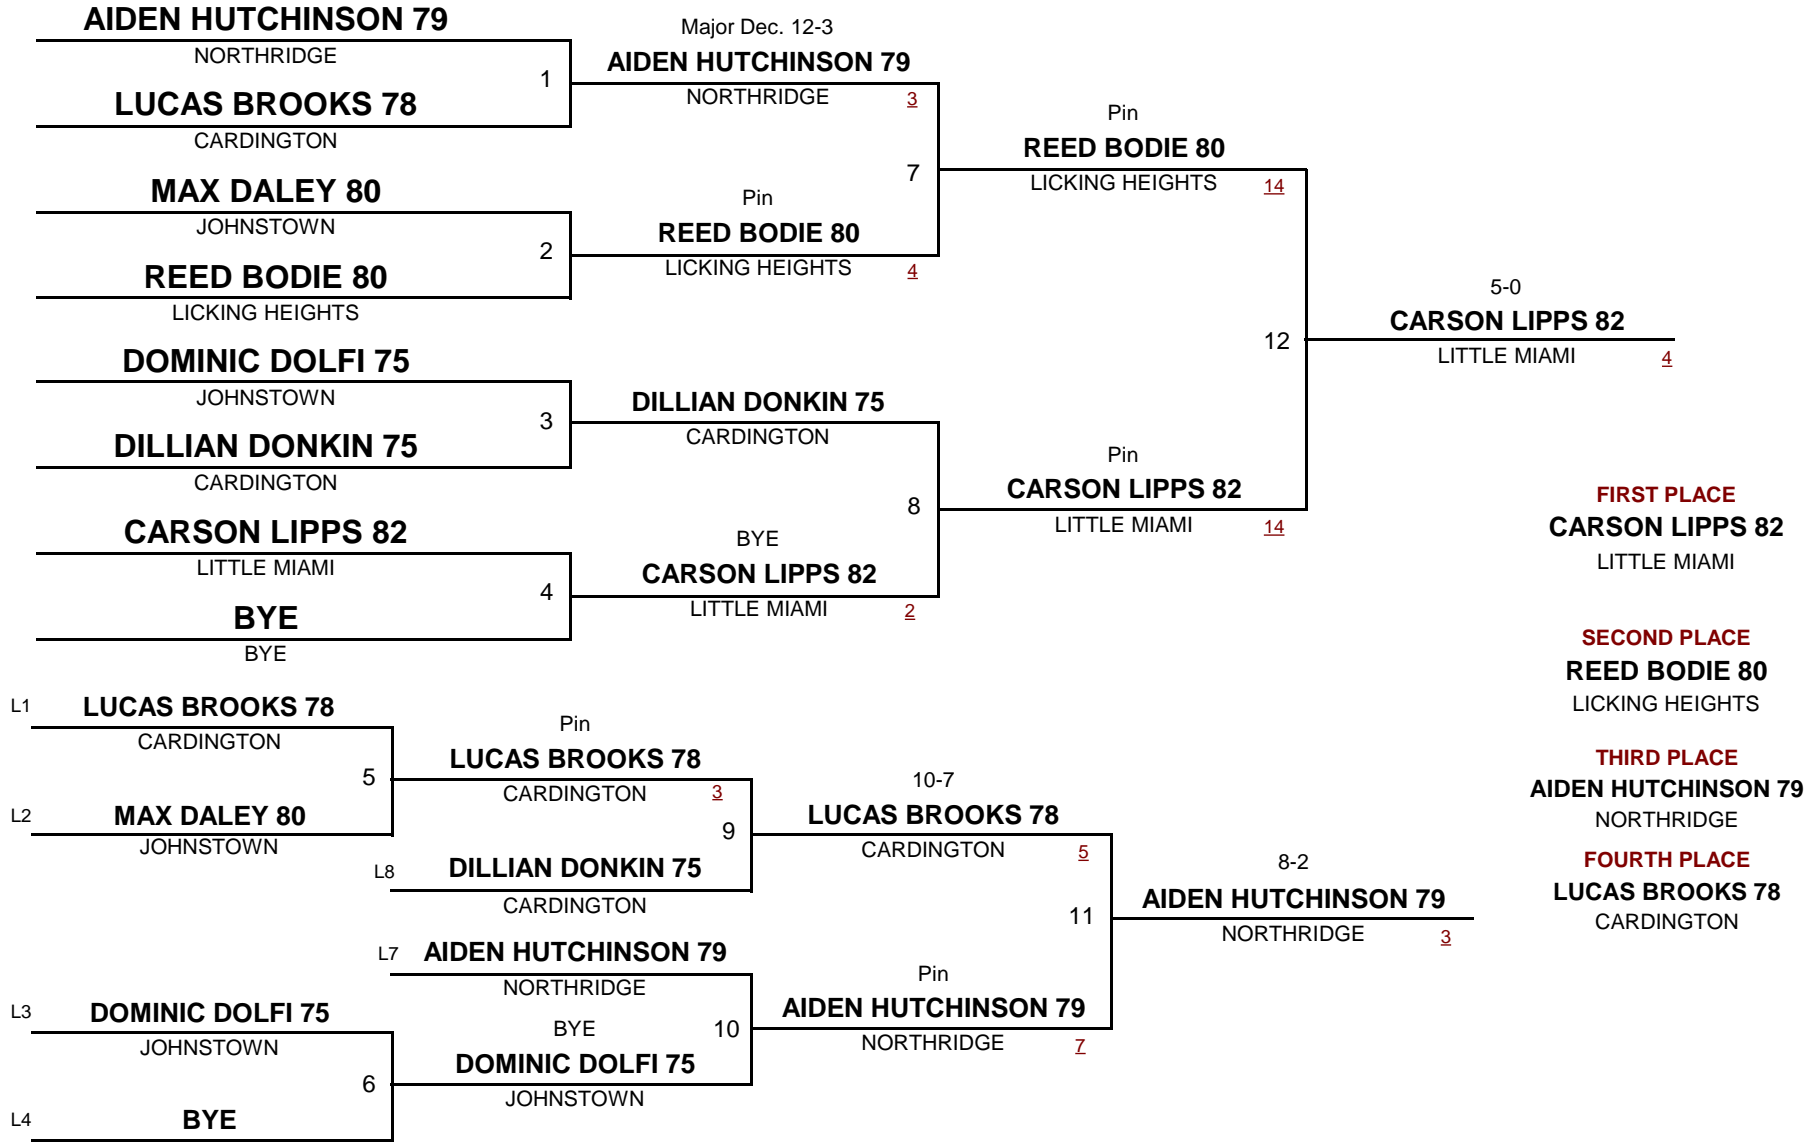 AIDEN HUTCHINSON 79
NORTHRIDGE
1
LUCAS BROOKS 78
CARDINGTON
MAX DALEY 80
JOHNSTOWN
2
REED BODIE 80
LICKING HEIGHTS
DOMINIC DOLFI 75
JOHNSTOWN
3
DILLIAN DONKIN 75
CARDINGTON
CARSON LIPPS 82
LITTLE MIAMI
4
BYE
BYE
Major Dec. 12-3
AIDEN HUTCHINSON 79
NORTHRIDGE 3
7
Pin
REED BODIE 80
LICKING HEIGHTS 4
DILLIAN DONKIN 75
CARDINGTON
8
BYE
CARSON LIPPS 82
LITTLE MIAMI 2
Pin
REED BODIE 80
LICKING HEIGHTS 14
12
Pin
CARSON LIPPS 82
LITTLE MIAMI 14
5-0
CARSON LIPPS 82
LITTLE MIAMI 4
FIRST PLACE
CARSON LIPPS 82
LITTLE MIAMI
SECOND PLACE
REED BODIE 80
LICKING HEIGHTS
THIRD PLACE
AIDEN HUTCHINSON 79
NORTHRIDGE
FOURTH PLACE
LUCAS BROOKS 78
CARDINGTON
L1 LUCAS BROOKS 78
CARDINGTON
5
L2 MAX DALEY 80
JOHNSTOWN
L3 DOMINIC DOLFI 75
JOHNSTOWN
6
L4 BYE
Pin
LUCAS BROOKS 78
CARDINGTON 3
9
L8 DILLIAN DONKIN 75
CARDINGTON
L7 AIDEN HUTCHINSON 79
NORTHRIDGE
BYE 10
DOMINIC DOLFI 75
JOHNSTOWN
10-7
LUCAS BROOKS 78
CARDINGTON 5
11
Pin
AIDEN HUTCHINSON 79
NORTHRIDGE 7
8-2
AIDEN HUTCHINSON 79
NORTHRIDGE 3